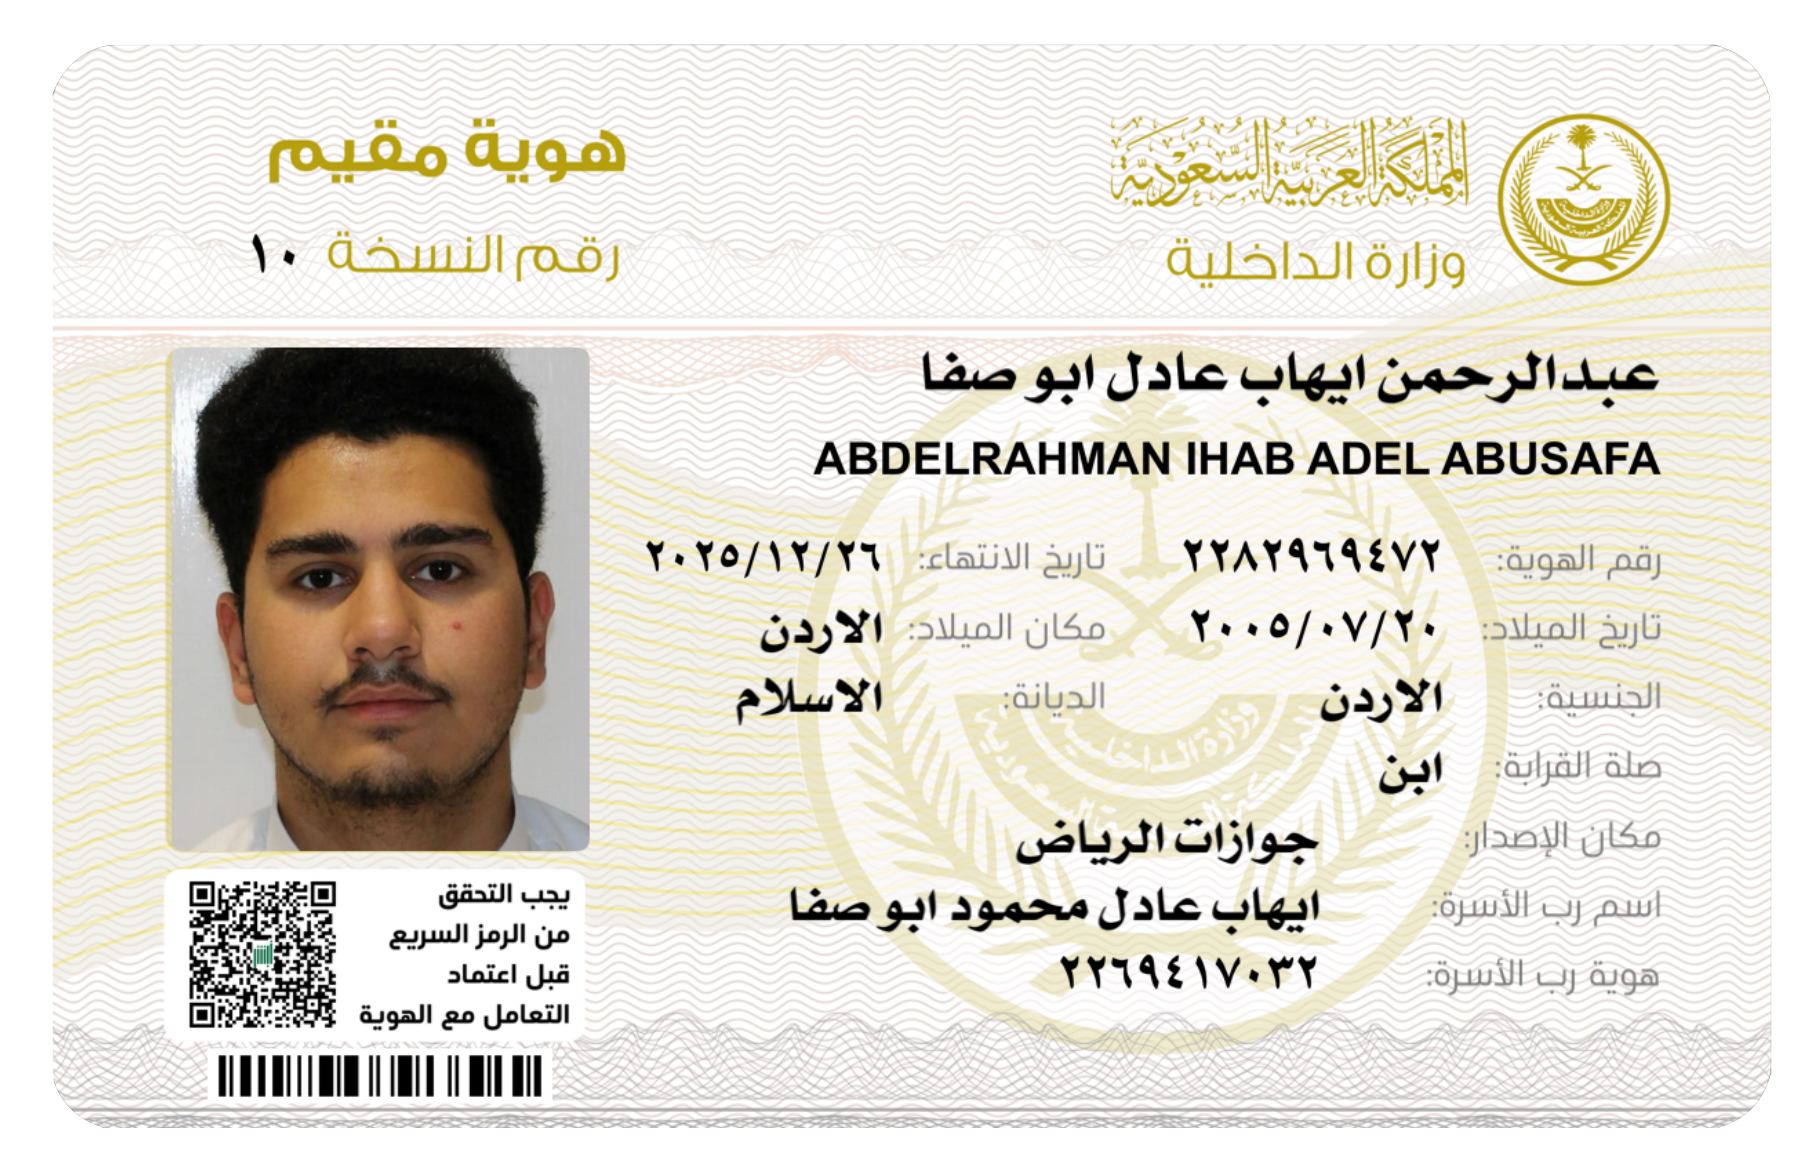 المملكة العربية السعودية
وزارة الداخلية
هوية مقيم
رقم النسخة ١٠
عبدالرحمن ايهاب عادل ابو صفا
ABDELRAHMAN IHAB ADEL ABUSAFA
رقم الهوية: ٢٢٨٢٩٦٩٤٧٢ تاريخ الانتهاء: ٢٠٢٥/١٢/٢٦
تاريخ الميلاد: ٢٠٠٥/٠٧/٢٠ مكان الميلاد: الاردن
الجنسية: الاردن الديانة: الاسلام
صلة القرابة: ابن
مكان الإصدار: جوازات الرياض
اسم رب الأسرة: ايهاب عادل محمود ابو صفا
هوية رب الأسرة: ٢٢٦٩٤١٧٠٣٢
يجب التحقق
من الرمز السريع
قبل اعتماد
التعامل مع الهوية